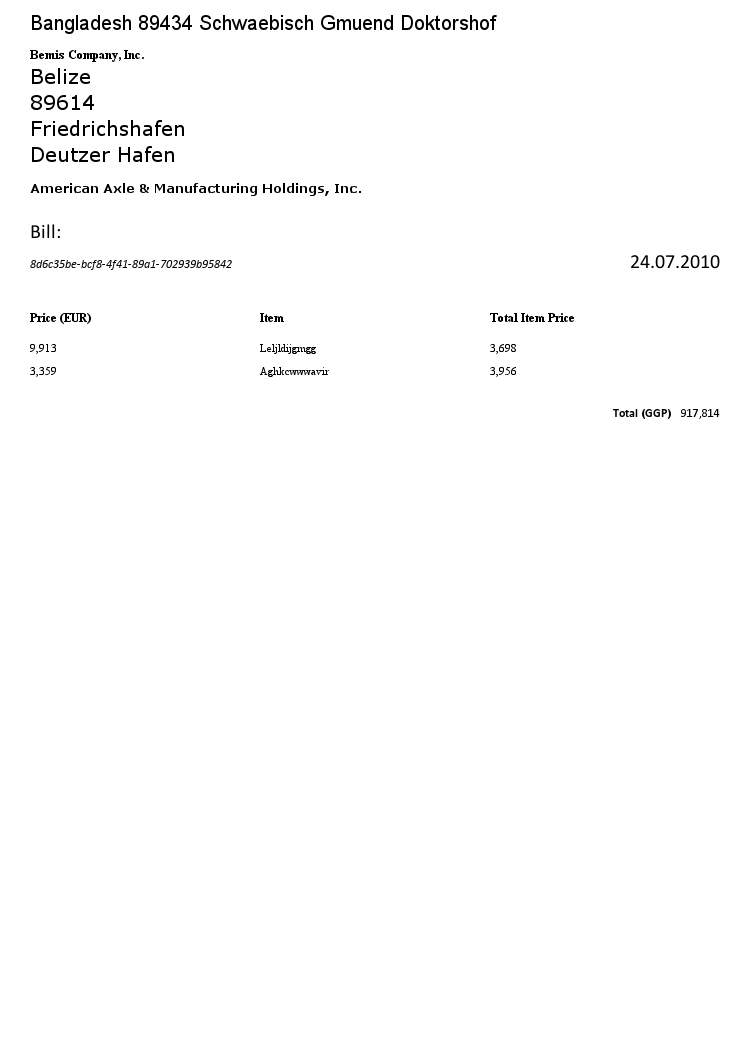 Bangladesh 89434 Schwaebisch Gmuend Doktorshof
Bemis Company, Inc.
Belize
89614
Friedrichshafen
Deutzer Hafen
American Axle & Manufacturing Holdings, Inc.
Bill:
8d6c35be-bcf8-4f41-89a1-702939b95842 24.07.2010
Price (EUR) Item Total Item Price
9,913 Leljldijgmgg 3,698
3,359 Aghkcwwwavir 3,956
Total (GGP) 917,814